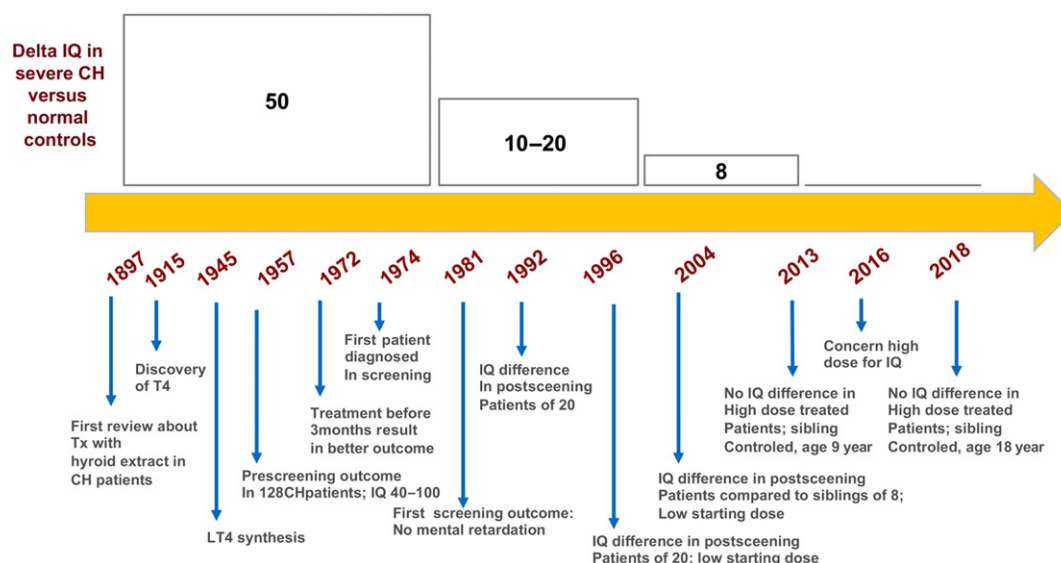 Delta IQ in
severe CH
versus
normal
controls
50
10–20
8
1897
1915
1945
1957
1972
1974
1981
1992
1996
2004
2013
2016
2018
First review about
Tx with
hyroid extract in
CH patients
Discovery
of T4
LT4 synthesis
Prescreening outcome
In 128CHpatients; IQ 40–100
Treatment before
3months result
in better outcome
First patient
diagnosed
In screening
First screening outcome:
No mental retardation
IQ difference
In postsceening
Patients of 20
IQ difference in postsceening
Patients of 20; low starting dose
IQ difference in postsceening
Patients compared to siblings of 8;
Low starting dose
No IQ difference in
High dose treated
Patients; sibling
Controled, age 9 year
Concern high
dose for IQ
No IQ difference in
High dose treated
Patients; sibling
Controled, age 18 year